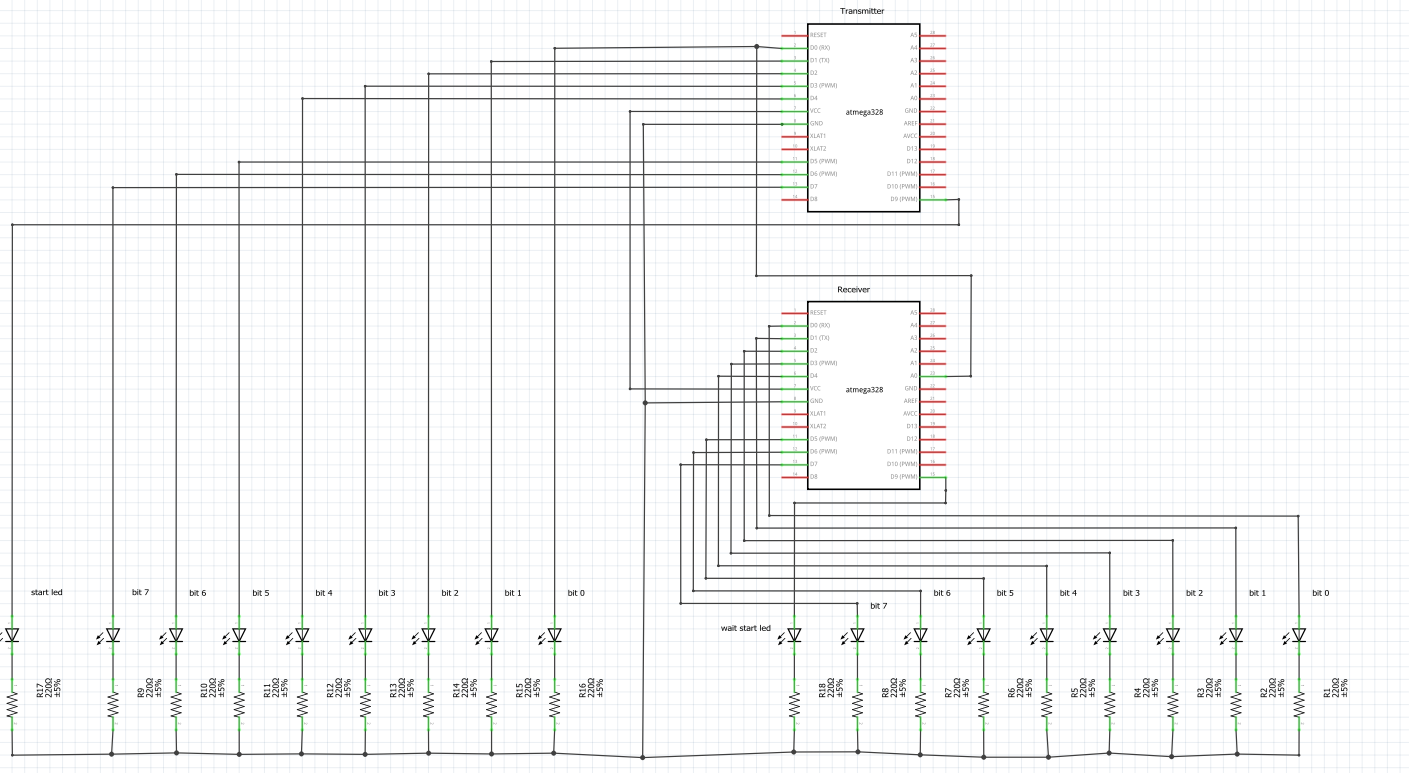 Transmitter
RESET
D0 (RX)
D1 (TX)
D2
D3 (PWM)
D4
VCC
GND
XLAT1
XLAT2
D5 (PWM)
D6 (PWM)
D7
D8
atmega328
A5
A4
A3
A2
A1
A0
GND
AREF
AVCC
D13
D12
D11 (PWM)
D10 (PWM)
D9 (PWM)
Receiver
RESET
D0 (RX)
D1 (TX)
D2
D3 (PWM)
D4
VCC
GND
XLAT1
XLAT2
D5 (PWM)
D6 (PWM)
D7
D8
atmega328
A5
A4
A3
A2
A1
A0
GND
AREF
AVCC
D13
D12
D11 (PWM)
D10 (PWM)
D9 (PWM)
start led
bit 7
bit 6
bit 5
bit 4
bit 3
bit 2
bit 1
bit 0
wait start led
bit 7
bit 6
bit 5
bit 4
bit 3
bit 2
bit 1
bit 0
R17
220Ω
±5%
R9
220Ω
±5%
R10
220Ω
±5%
R11
220Ω
±5%
R12
220Ω
±5%
R13
220Ω
±5%
R14
220Ω
±5%
R15
220Ω
±5%
R16
220Ω
±5%
R18
220Ω
±5%
R8
220Ω
±5%
R7
220Ω
±5%
R6
220Ω
±5%
R5
220Ω
±5%
R4
220Ω
±5%
R3
220Ω
±5%
R2
220Ω
±5%
R1
220Ω
±5%